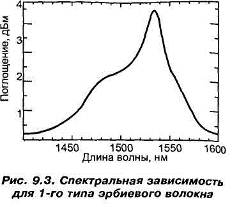 Поглощение, дБм
4
3
2
1
1450
1500
1550
1600
Длина волны, нм
Рис. 9.3. Спектральная зависимость
для 1-го типа эрбиевого волокна